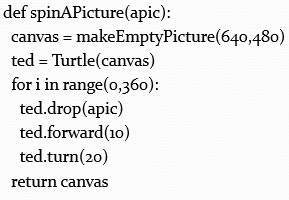 def spinAPicture(apic):
  canvas = makeEmptyPicture(640,480)
  ted = Turtle(canvas)
  for i in range(0,360):
    ted.drop(apic)
    ted.forward(10)
    ted.turn(20)
  return canvas